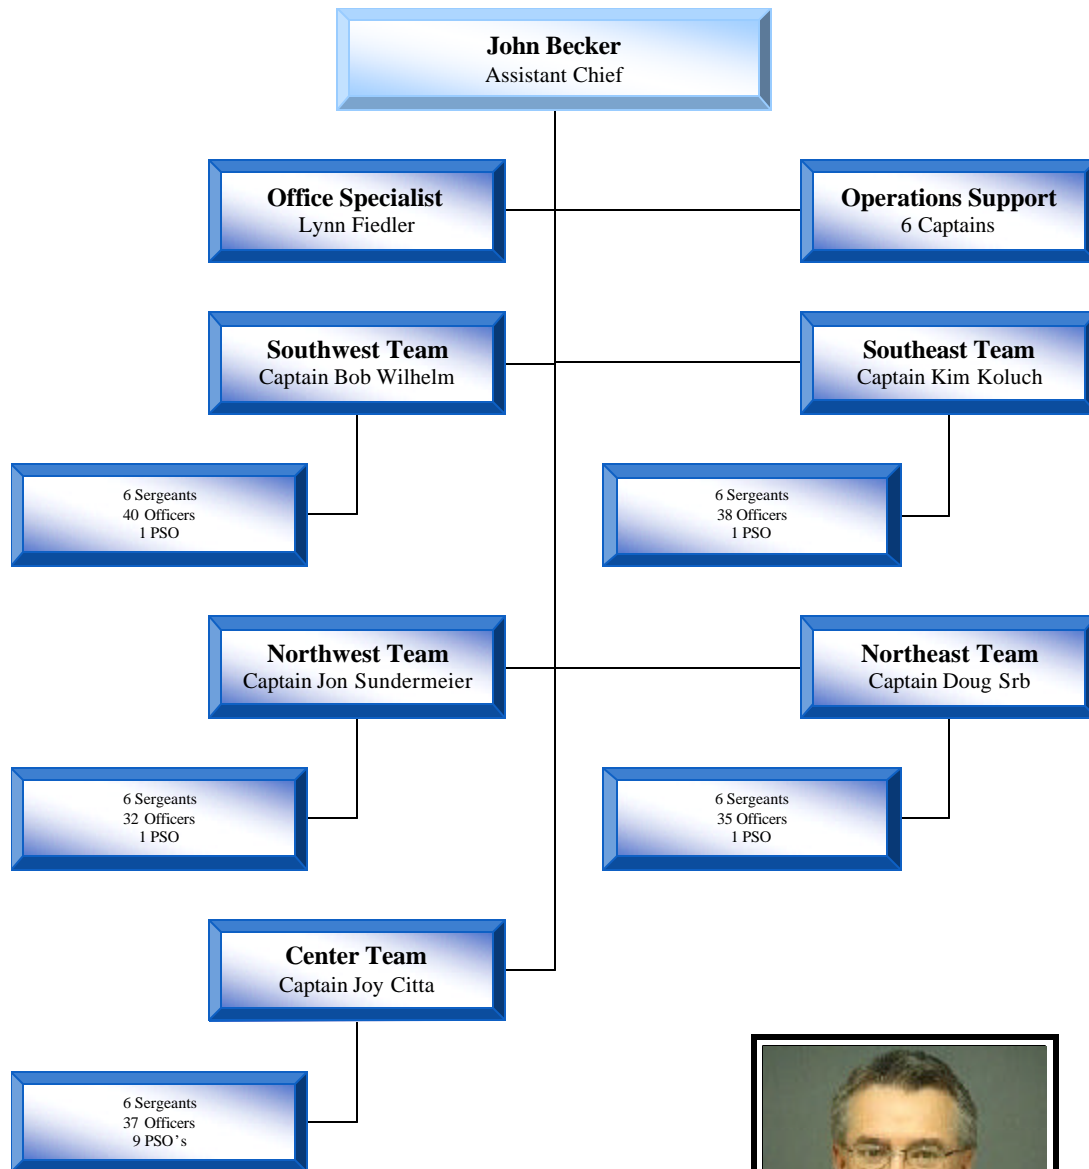 John Becker
Assistant Chief
Office Specialist
Lynn Fiedler
Operations Support
6 Captains
Southwest Team
Captain Bob Wilhelm
Southeast Team
Captain Kim Koluch
6 Sergeants
40 Officers
1 PSO
6 Sergeants
38 Officers
1 PSO
Northwest Team
Captain Jon Sundermeier
Northeast Team
Captain Doug Srb
6 Sergeants
32 Officers
1 PSO
6 Sergeants
35 Officers
1 PSO
Center Team
Captain Joy Citta
6 Sergeants
37 Officers
9 PSO's